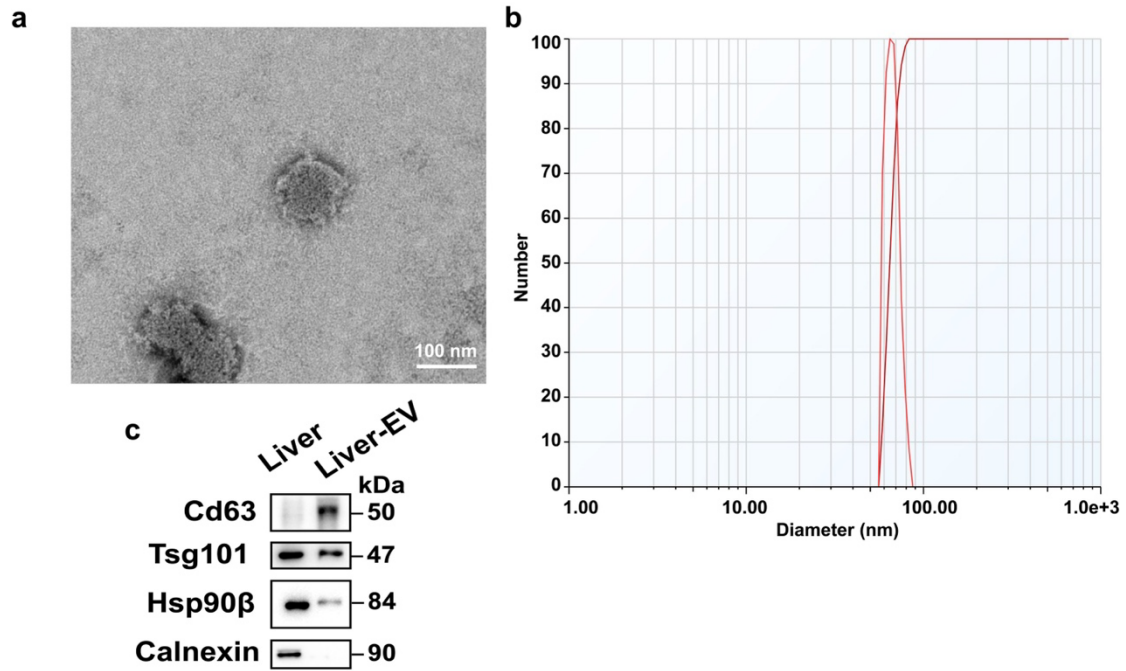 a
100 nm
b
100
90
80
70
60
50
40
30
20
10
0
Number
1.00
10.00
100.00
1.0e+3
Diameter (nm)
c
Liver
Liver-EV
kDa
Cd63
50
Tsg101
47
Hsp90β
84
Calnexin
90